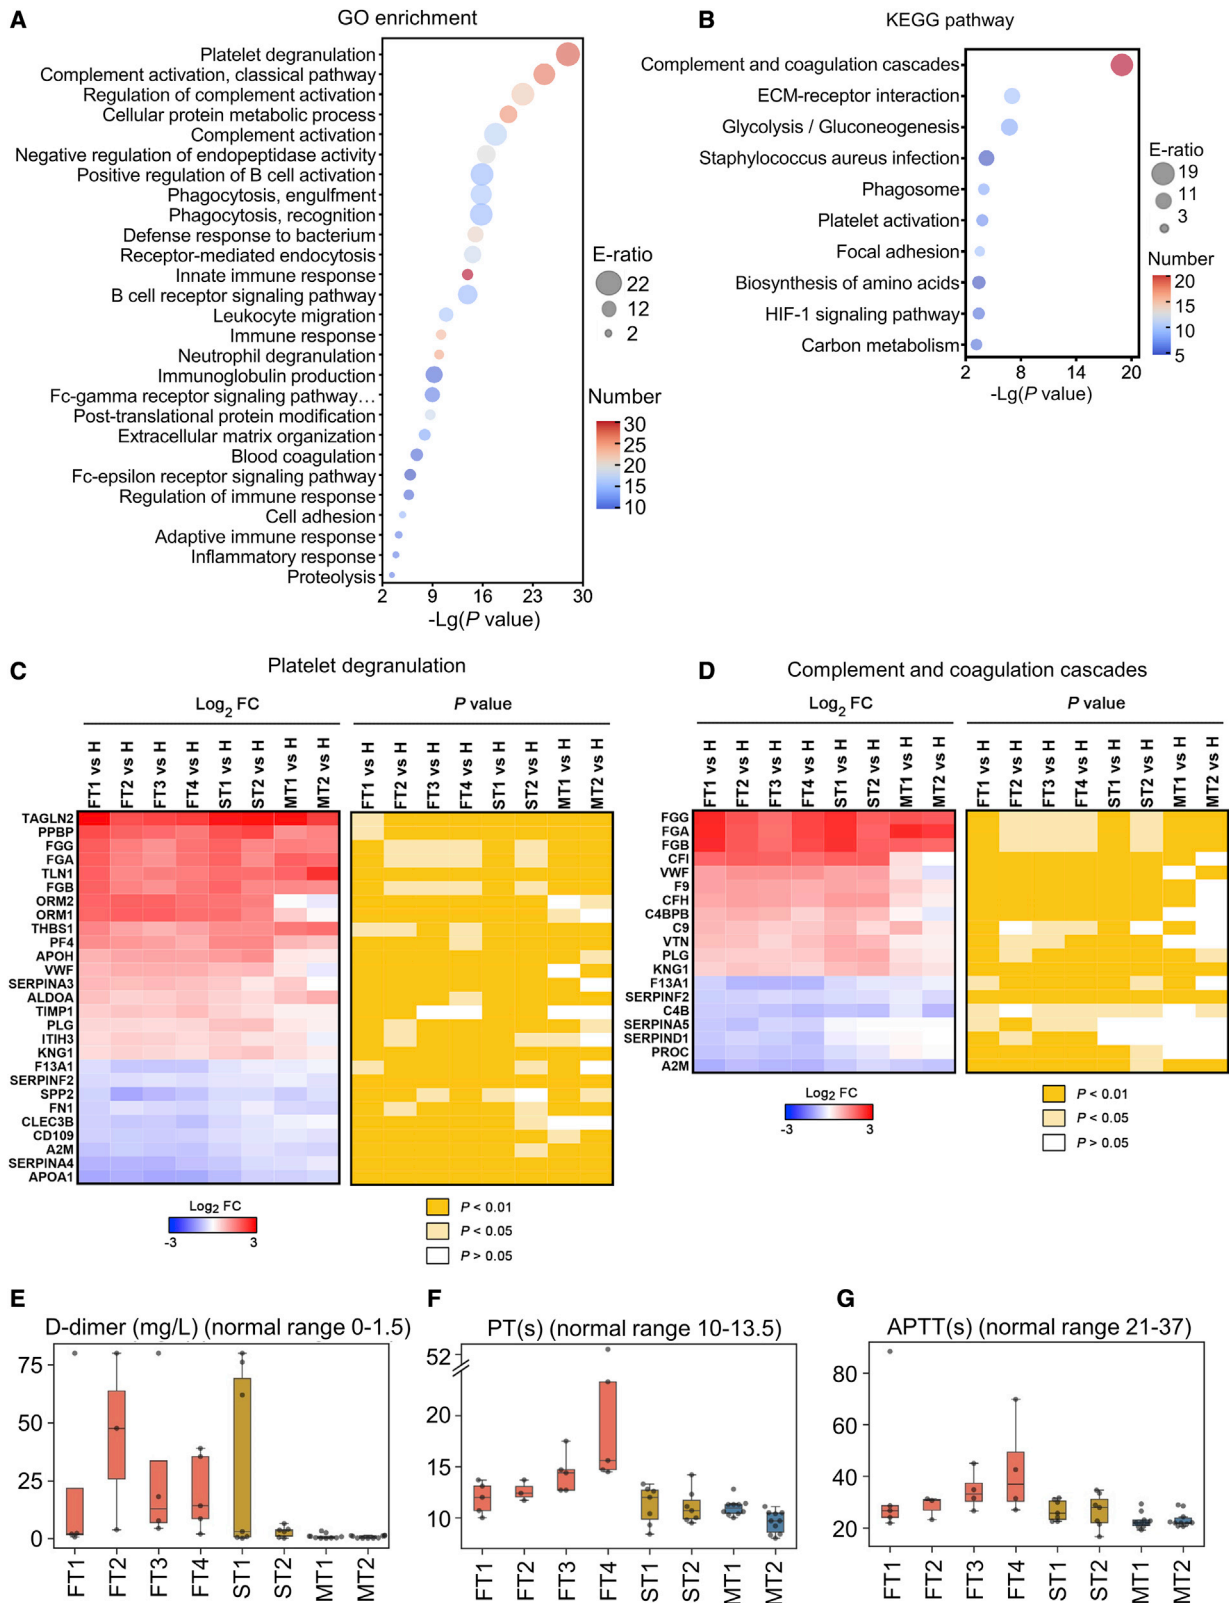 A
GO enrichment
Platelet degranulation
Complement activation, classical pathway
Regulation of complement activation
Cellular protein metabolic process
Complement activation
Negative regulation of endopeptidase activity
Positive regulation of B cell activation
Phagocytosis, engulfment
Phagocytosis, recognition
Defense response to bacterium
Receptor-mediated endocytosis
Innate immune response
B cell receptor signaling pathway
Leukocyte migration
Immune response
Neutrophil degranulation
Immunoglobulin production
Fc-gamma receptor signaling pathway…
Post-translational protein modification
Extracellular matrix organization
Blood coagulation
Fc-epsilon receptor signaling pathway
Regulation of immune response
Cell adhesion
Adaptive immune response
Inflammatory response
Proteolysis
2 9 16 23 30
-Lg(P value)
E-ratio
22
12
2
Number
30
25
20
15
10
B
KEGG pathway
Complement and coagulation cascades
ECM-receptor interaction
Glycolysis / Gluconeogenesis
Staphylococcus aureus infection
Phagosome
Platelet activation
Focal adhesion
Biosynthesis of amino acids
HIF-1 signaling pathway
Carbon metabolism
2 8 14 20
-Lg(P value)
E-ratio
19
11
3
Number
20
15
10
5
C
Platelet degranulation
Log2 FC
P value
FT1 vs H
FT2 vs H
FT3 vs H
FT4 vs H
ST1 vs H
ST2 vs H
MT1 vs H
MT2 vs H
FT1 vs H
FT2 vs H
FT3 vs H
FT4 vs H
ST1 vs H
ST2 vs H
MT1 vs H
MT2 vs H
TAGLN2
PPBP
FGG
FGA
TLN1
FGB
ORM2
ORM1
THBS1
PF4
APOH
VWF
SERPINA3
ALDOA
TIMP1
PLG
ITIH3
KNG1
F13A1
SERPINF2
SPP2
FN1
CLEC3B
CD109
A2M
SERPINA4
APOA1
Log2 FC
-3 3
P < 0.01
P < 0.05
P > 0.05
D
Complement and coagulation cascades
Log2 FC
P value
FT1 vs H
FT2 vs H
FT3 vs H
FT4 vs H
ST1 vs H
ST2 vs H
MT1 vs H
MT2 vs H
FT1 vs H
FT2 vs H
FT3 vs H
FT4 vs H
ST1 vs H
ST2 vs H
MT1 vs H
MT2 vs H
FGG
FGA
FGB
CFI
VWF
F9
CFH
C4BPB
C9
VTN
PLG
KNG1
F13A1
SERPINF2
C4B
SERPINA5
SERPIND1
PROC
A2M
Log2 FC
-3 3
P < 0.01
P < 0.05
P > 0.05
E
D-dimer (mg/L) (normal range 0-1.5)
75
50
25
0
FT1
FT2
FT3
FT4
ST1
ST2
MT1
MT2
F
PT(s) (normal range 10-13.5)
52
20
15
10
FT1
FT2
FT3
FT4
ST1
ST2
MT1
MT2
G
APTT(s) (normal range 21-37)
80
60
40
20
FT1
FT2
FT3
FT4
ST1
ST2
MT1
MT2